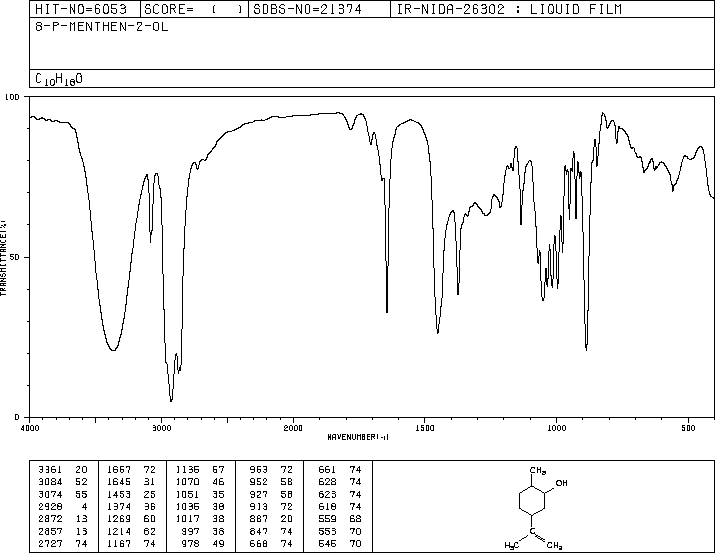 HIT-NO=6053 SCORE= ( ) SDBS-NO=21374 IR-NIDA-26302 : LIQUID FILM
8-P-MENTHEN-2-OL
C10H18O
100
50
0
TRANSMITTANCE(%)
4000 3000 2000 1500 1000 500
WAVENUMBER(-1)
3361 20 1667 72 1136 67 963 72 661 74
3084 52 1645 31 1070 46 952 58 628 74
3074 55 1453 25 1051 35 927 58 623 74
2928 4 1374 36 1036 38 913 72 618 74
2872 13 1269 60 1017 38 887 20 559 68
2857 13 1214 62 997 38 847 74 553 70
2727 74 1167 74 978 49 668 74 546 70
CH3
OH
C
H3C CH2